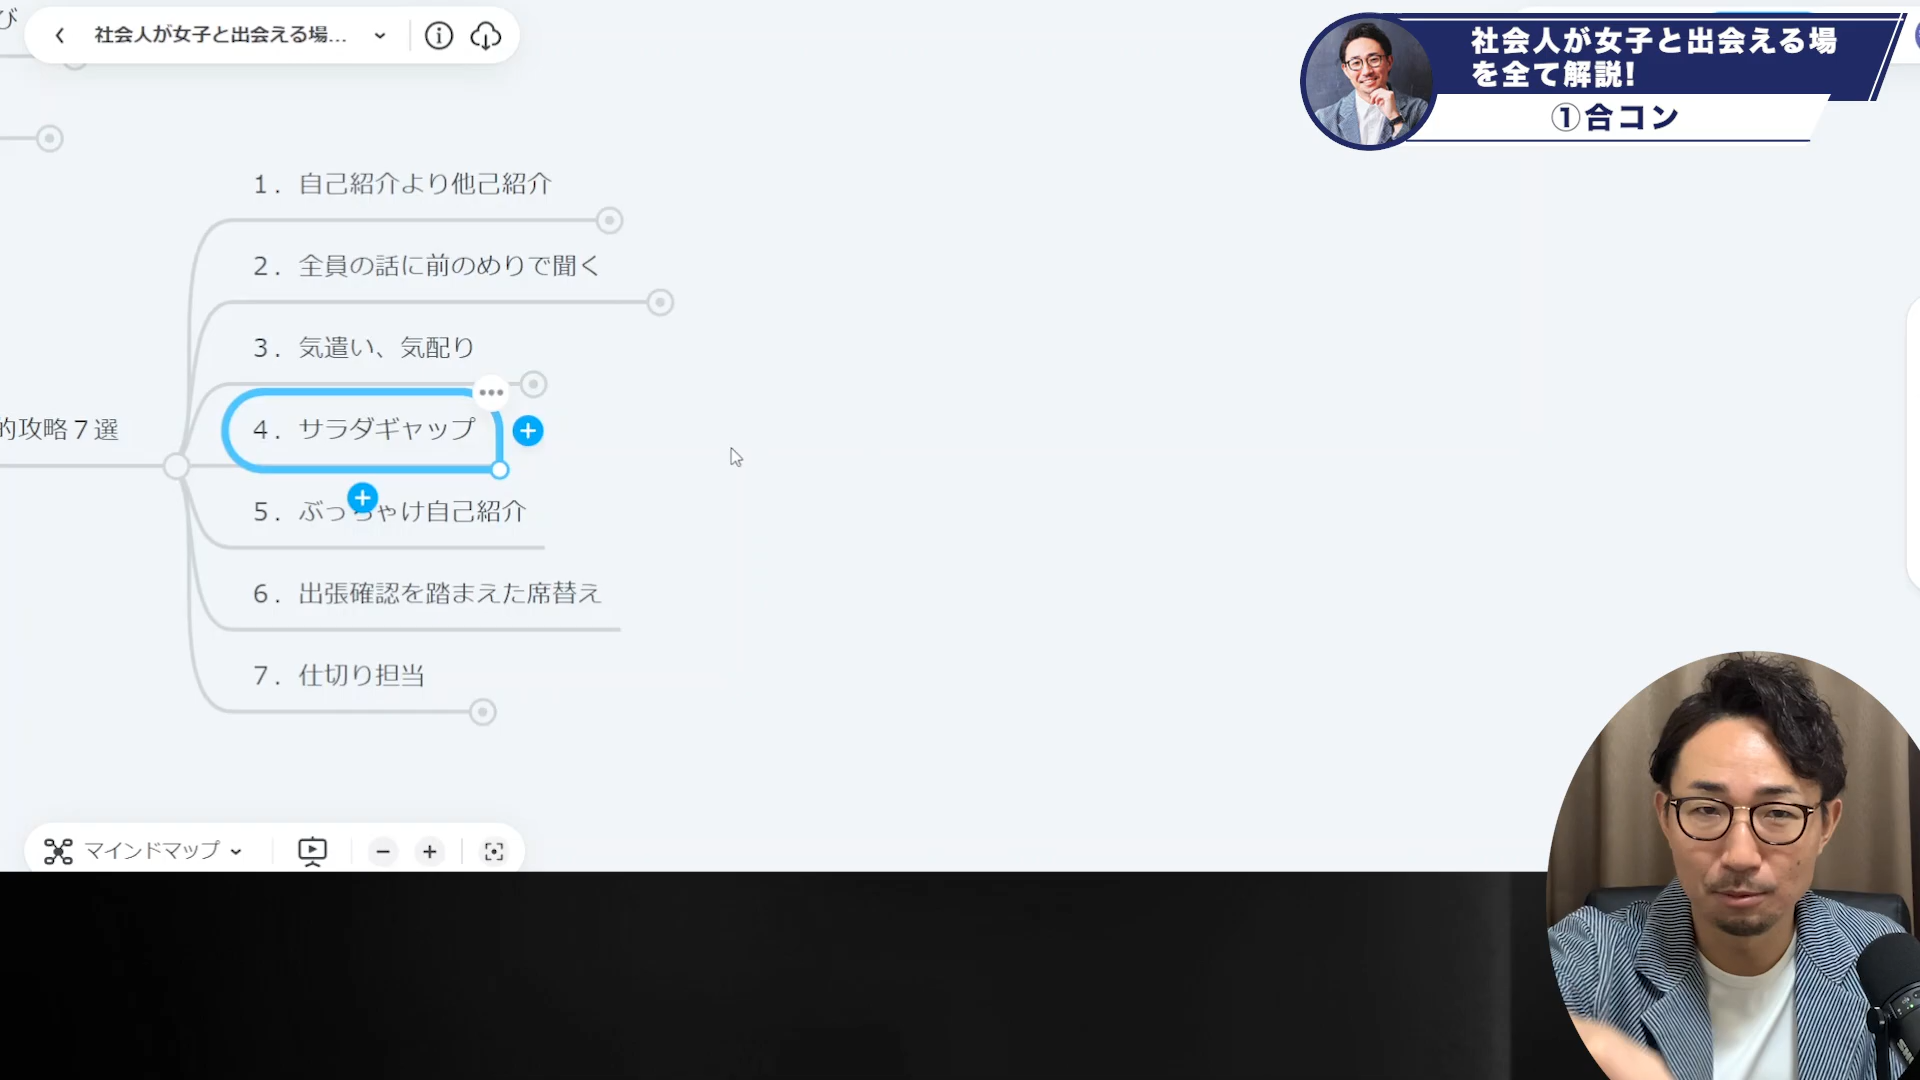 び
社会人が女子と出会える場...
社会人が女子と出会える場
を全て解説!
①合コン
1. 自己紹介より他己紹介
2. 全員の話に前のめりで聞く
3. 気遣い、気配り
的攻略7選
4. サラダギャップ
5. ぶっちゃけ自己紹介
6. 出張確認を踏まえた席替え
7. 仕切り担当
マインドマップ